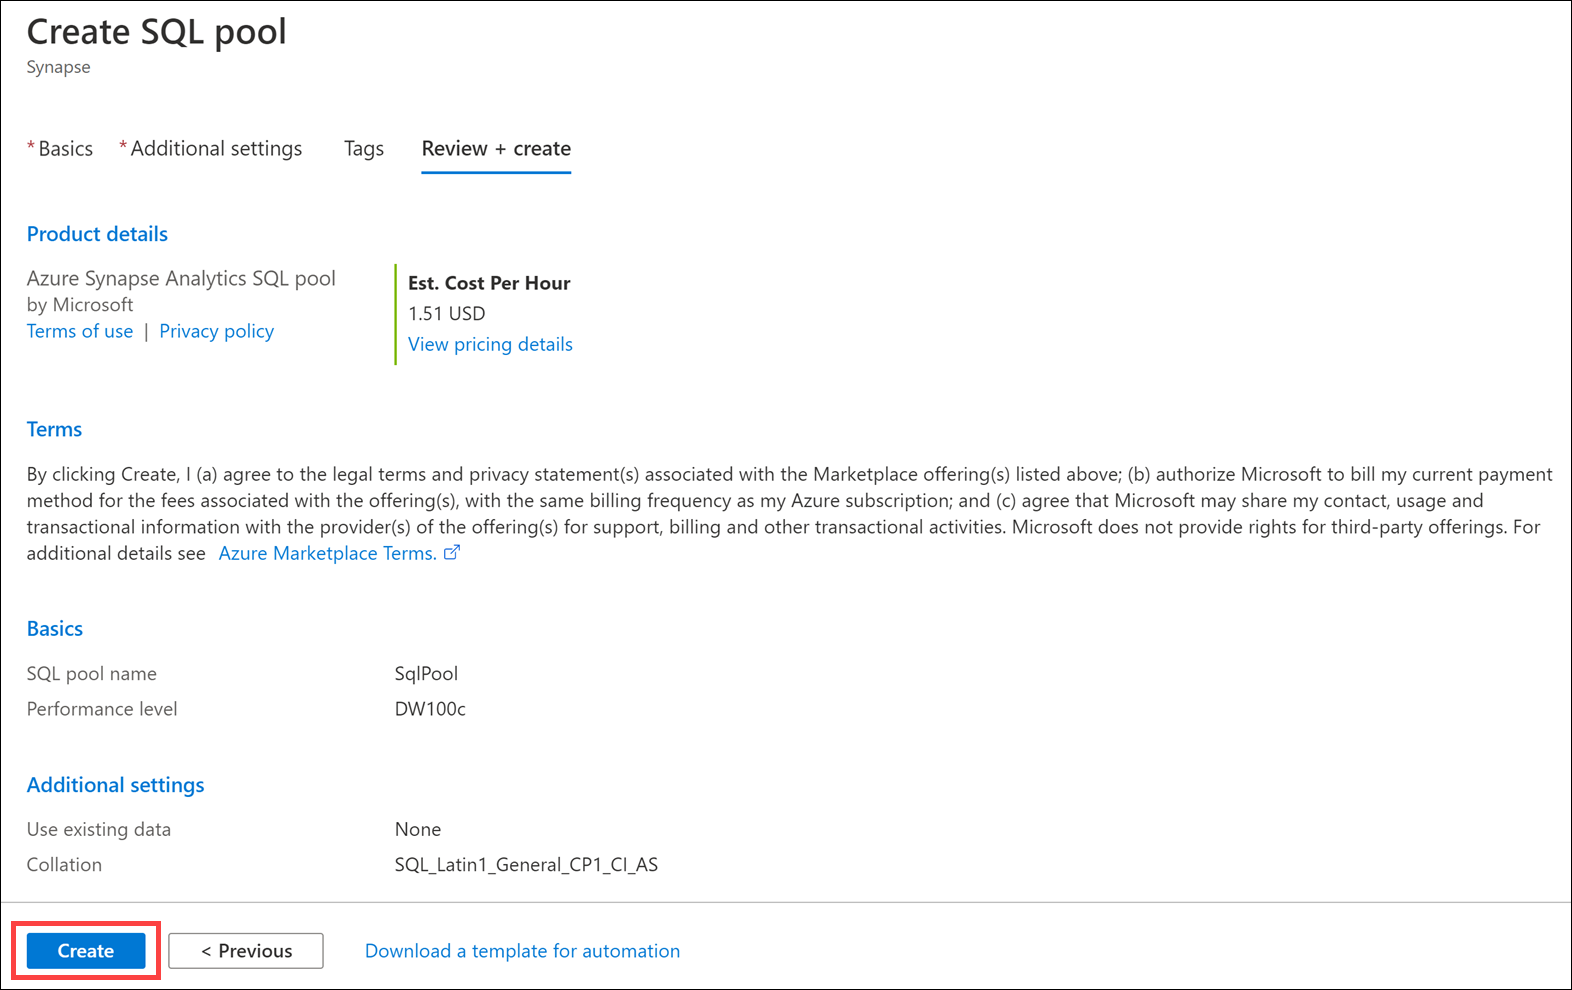 Create SQL pool
Synapse
* Basics * Additional settings Tags Review + create
Product details
Azure Synapse Analytics SQL pool
by Microsoft
Terms of use | Privacy policy
Est. Cost Per Hour
1.51 USD
View pricing details
Terms
By clicking Create, I (a) agree to the legal terms and privacy statement(s) associated with the Marketplace offering(s) listed above; (b) authorize Microsoft to bill my current payment
method for the fees associated with the offering(s), with the same billing frequency as my Azure subscription; and (c) agree that Microsoft may share my contact, usage and
transactional information with the provider(s) of the offering(s) for support, billing and other transactional activities. Microsoft does not provide rights for third-party offerings. For
additional details see Azure Marketplace Terms.
Basics
SQL pool name SqlPool
Performance level DW100c
Additional settings
Use existing data None
Collation SQL_Latin1_General_CP1_CI_AS
Create < Previous Download a template for automation